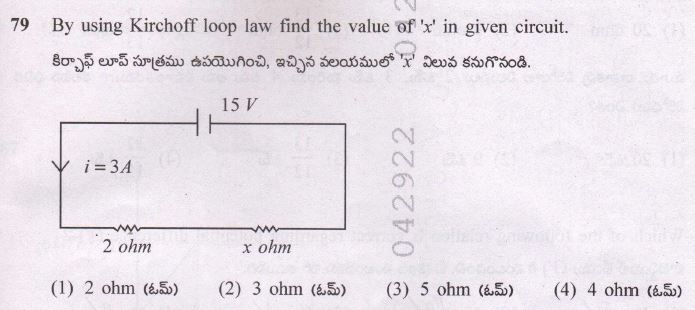 79 By using Kirchoff loop law find the value of 'x' in given circuit.
కిర్చాఫ్ లూప్ సూత్రము ఉపయొగించి, ఇచ్చిన వలయములో 'x' విలువ కనుగొనండి.
15 V
i = 3A
2 ohm
x ohm
042922
(1) 2 ohm (ఓమ్) (2) 3 ohm (ఓమ్) (3) 5 ohm (ఓమ్) (4) 4 ohm (ఓమ్)